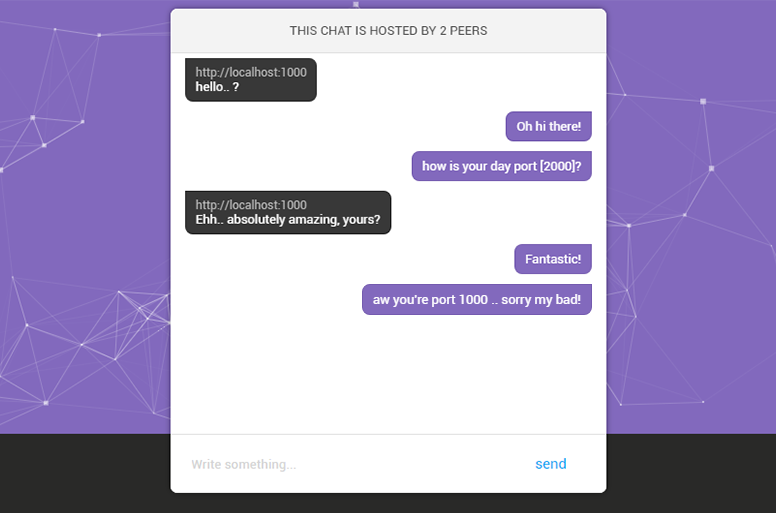 THIS CHAT IS HOSTED BY 2 PEERS
http://localhost:1000
hello.. ?
Oh hi there!
how is your day port [2000]?
http://localhost:1000
Ehh.. absolutely amazing, yours?
Fantastic!
aw you're port 1000 .. sorry my bad!
Write something...
send